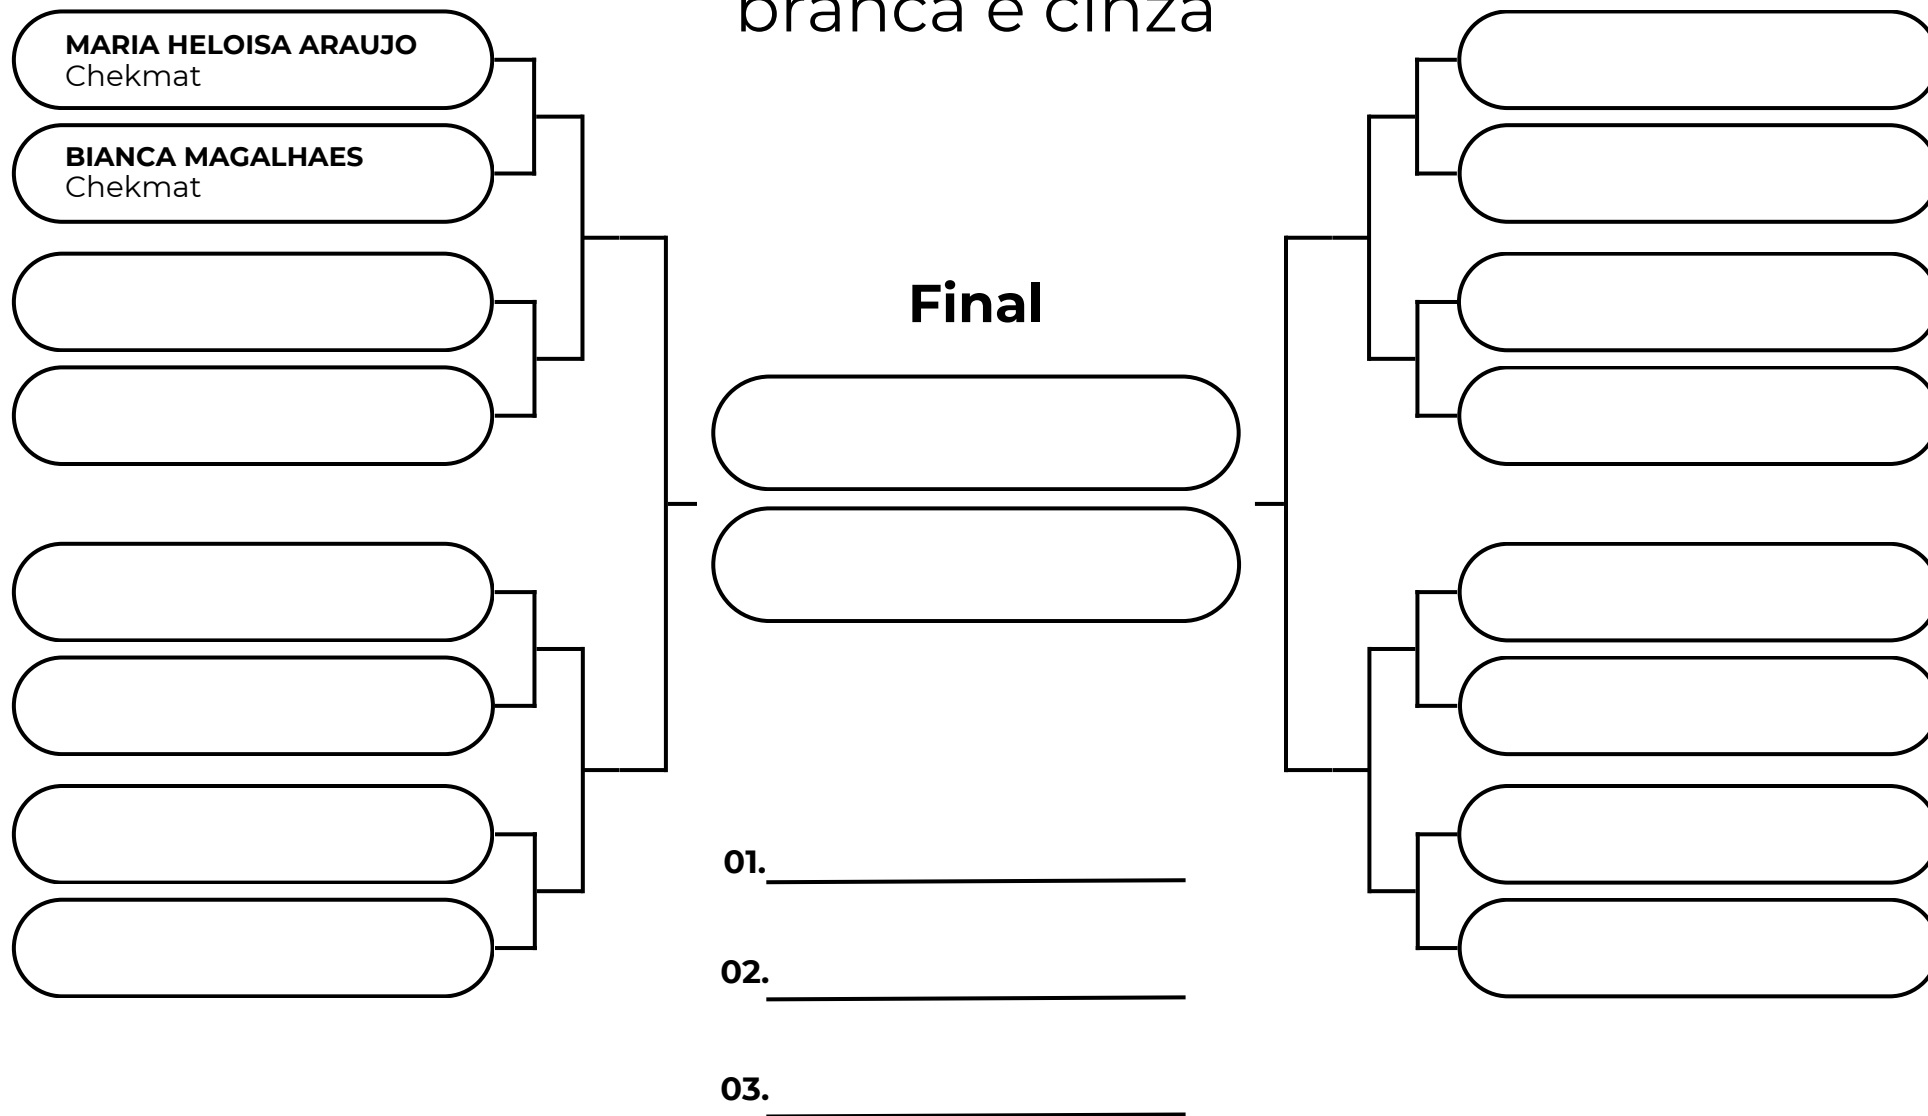 branca e cinza
MARIA HELOISA ARAUJO
Chekmat
BIANCA MAGALHAES
Chekmat
Final
01.
02.
03.